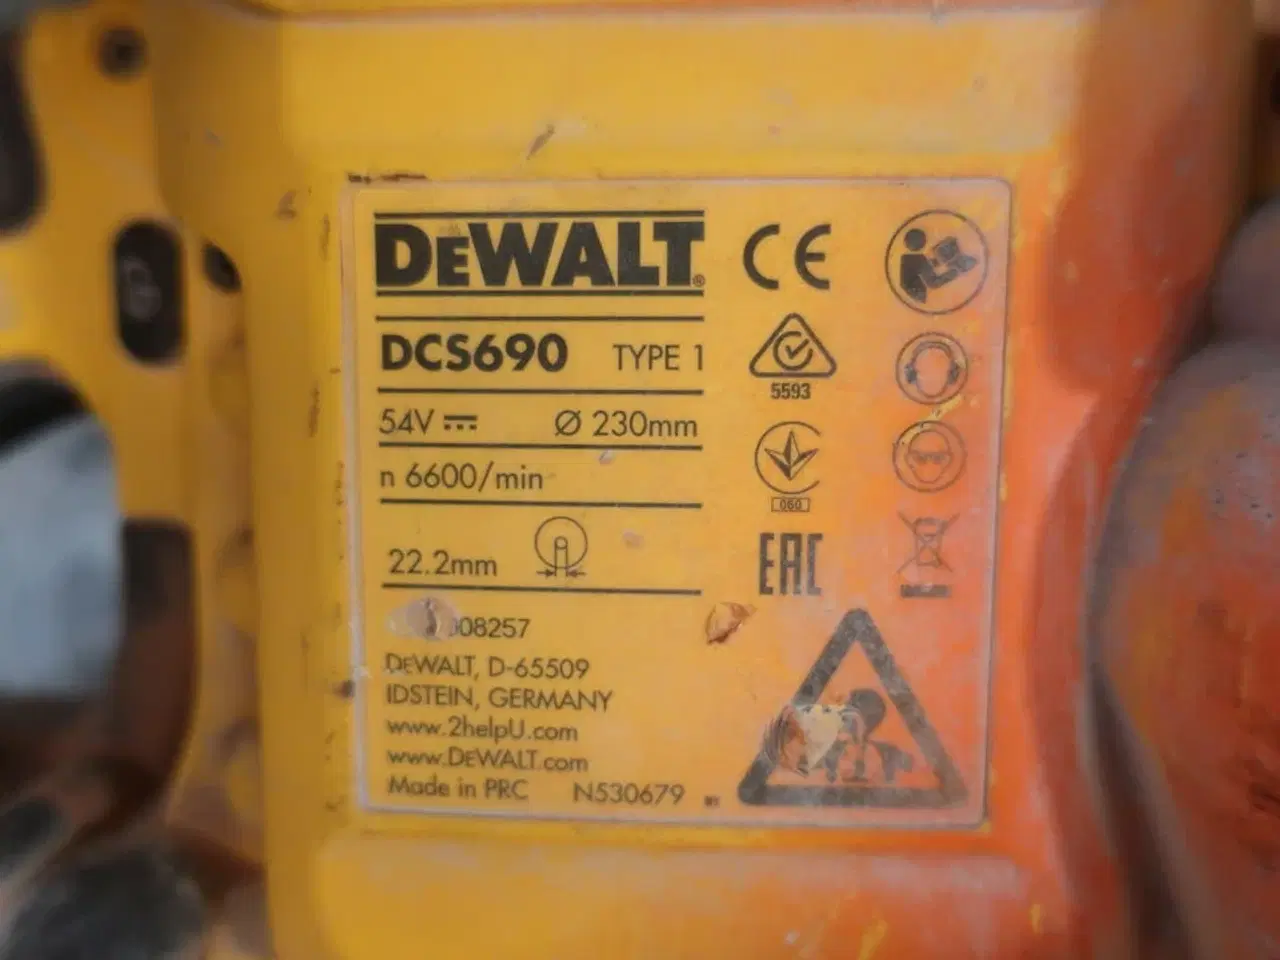 DEWALT®
DCS690 TYPE 1
54V Ø 230mm
n 6600/min
22.2mm
08257
DEWALT, D-65509
IDSTEIN, GERMANY
www.2helpU.com
www.DEWALT.com
Made in PRC N530679
CE
5593
060
EAC